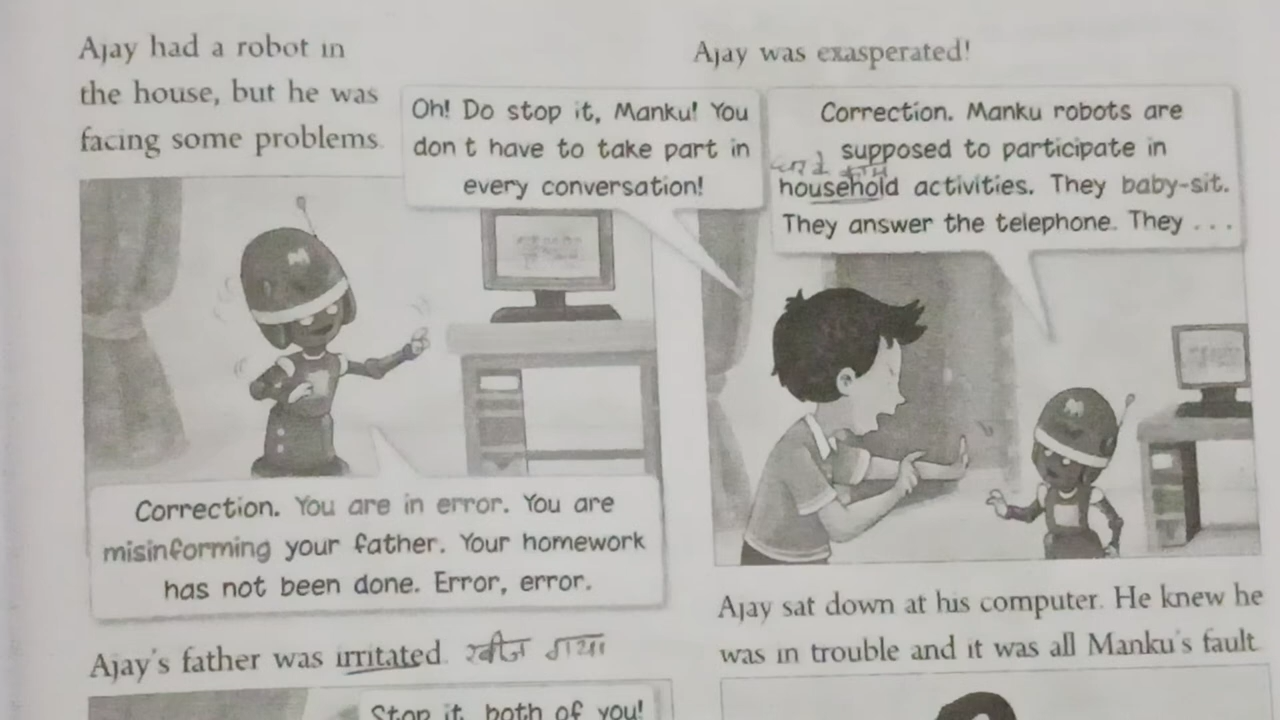 Ajay had a robot in
the house, but he was
facing some problems.
Correction. You are in error. You are
misinforming your father. Your homework
has not been done. Error, error.
Ajay's father was irritated. खीज गया
Stop it, both of you!
Ajay was exasperated!
Oh! Do stop it, Manku! You
don t have to take part in
every conversation!
Correction. Manku robots are
supposed to participate in
household activities. They baby-sit.
They answer the telephone. They . . .
M
M
Ajay sat down at his computer. He knew he
was in trouble and it was all Manku's fault